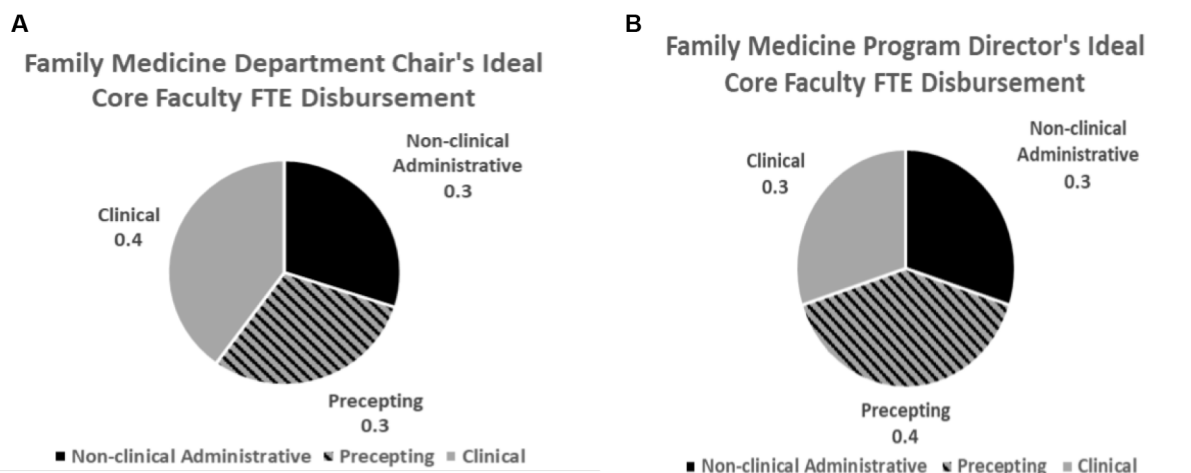 A
Family Medicine Department Chair's Ideal
Core Faculty FTE Disbursement
Non-clinical
Administrative
0.3
Clinical
0.4
Precepting
0.3
Non-clinical Administrative Precepting Clinical
B
Family Medicine Program Director's Ideal
Core Faculty FTE Disbursement
Non-clinical
Administrative
0.3
Clinical
0.3
Precepting
0.4
Non-clinical Administrative Precepting Clinical